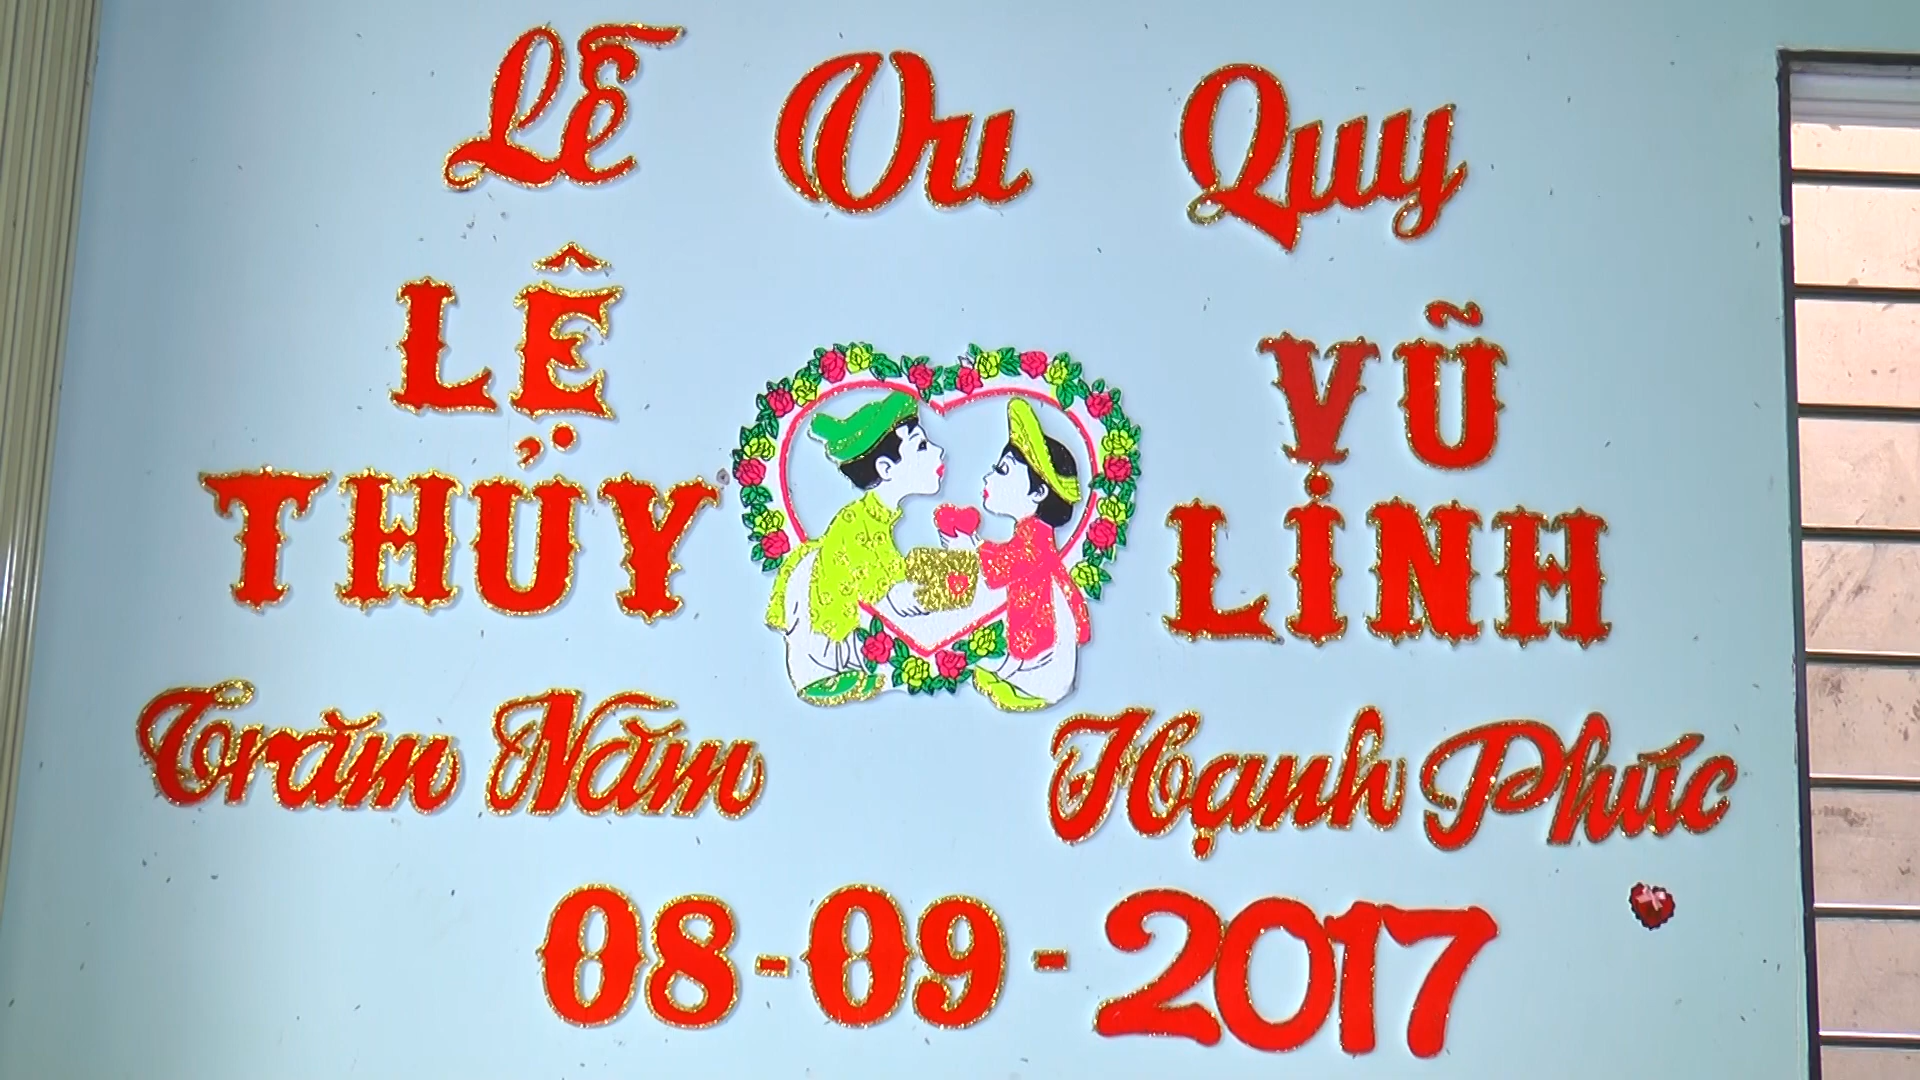 Lễ Vu Quy
LỆ VŨ
THỦY LINH
Trăm Năm Hạnh Phúc
08-09-2017